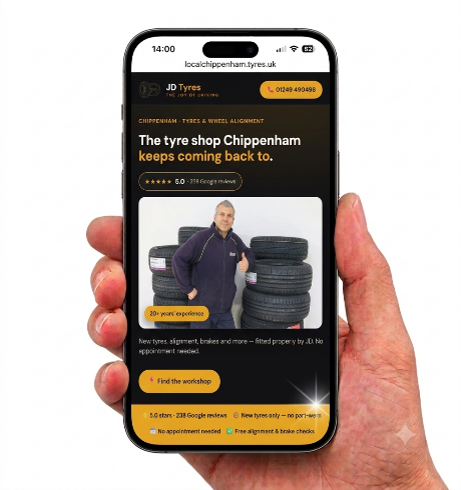 14:00
62
localchippenham.tyres.uk
JD Tyres
THE JOY OF DRIVING
01249 490498
CHIPPENHAM · TYRES & WHEEL ALIGNMENT
The tyre shop Chippenham
keeps coming back to.
★★★★★ 5.0 · 238 Google reviews
20+ years' experience
New tyres, alignment, brakes and more — fitted properly by JD. No
appointment needed.
Find the workshop
5.0 stars · 238 Google reviews
New tyres only — no part-worn
No appointment needed
Free alignment & brake checks